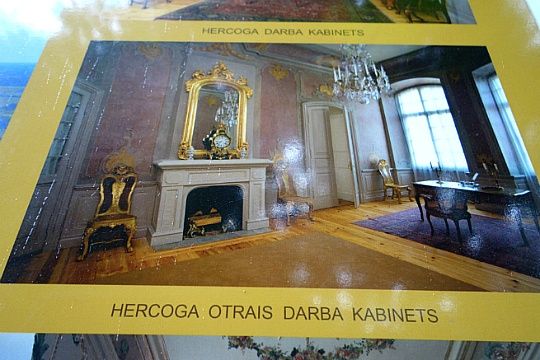 HERCOGA DARBA KABINETS
HERCOGA OTRAIS DARBA KABINETS